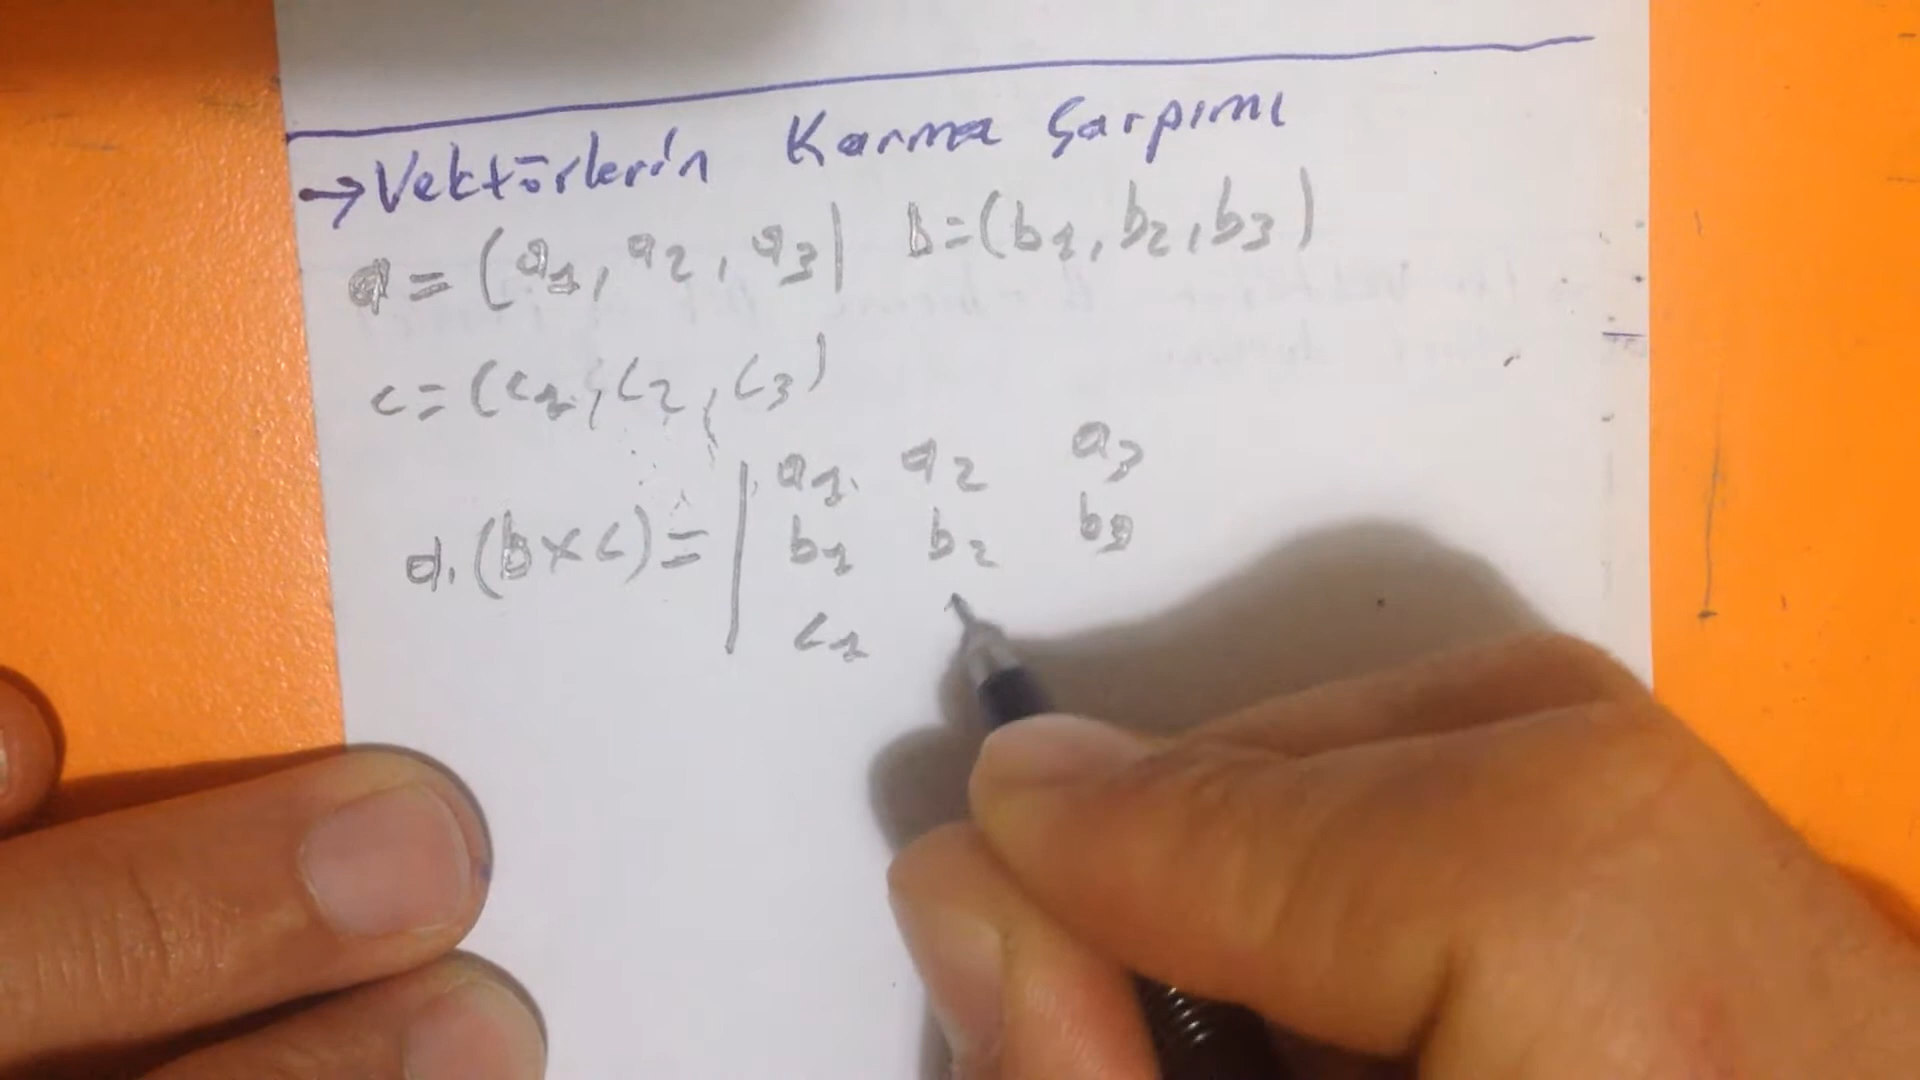 →Vektörlerin Karma Çarpımı
a = (a1, a2, a3) b=(b1, b2, b3)
c=(c1, c2, c3)
a1 a2 a3
a.(b×c)= | b1 b2 b3
c1